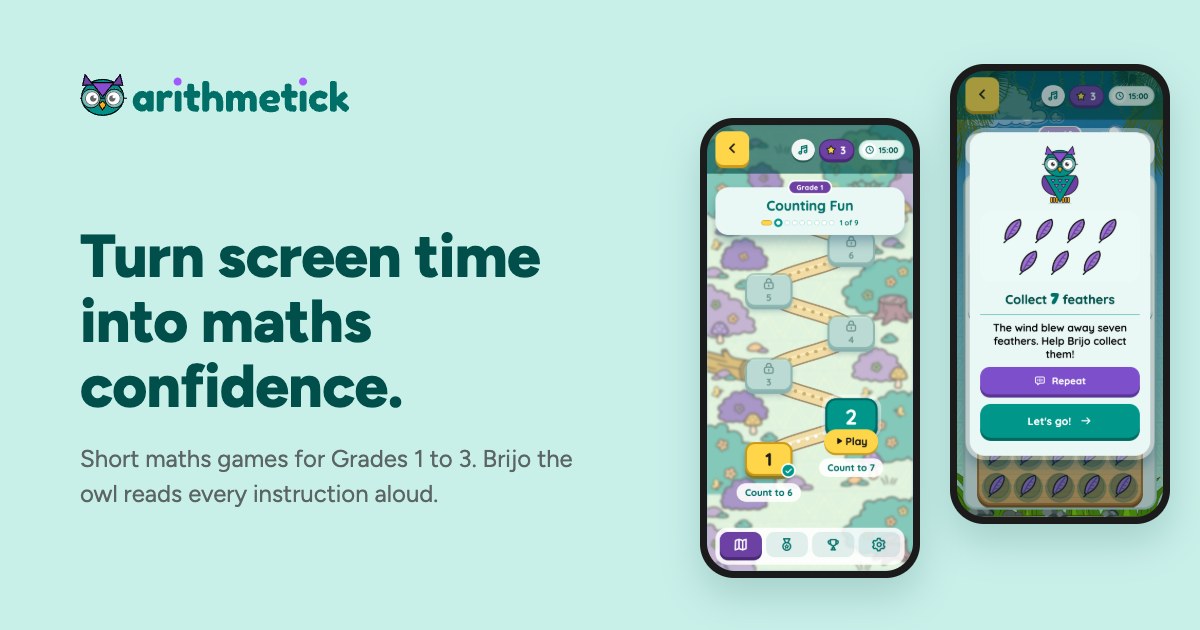 arithmetick
Turn screen time
into maths
confidence.
Short maths games for Grades 1 to 3. Brijo the
owl reads every instruction aloud.
3
15:00
Grade 1
Counting Fun
1 of 9
6
5
4
3
2
Play
Count to 7
1
Count to 6
3
15:00
Collect 7 feathers
The wind blew away seven
feathers. Help Brijo collect
them!
Repeat
Let's go!